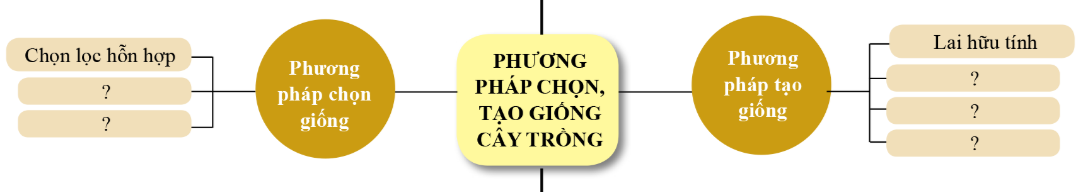 Chọn lọc hỗn hợp
?
?
Phương
pháp chọn
giống
PHƯƠNG
PHÁP CHỌN,
TẠO GIỐNG
CÂY TRỒNG
Phương
pháp tạo
giống
Lai hữu tính
?
?
?